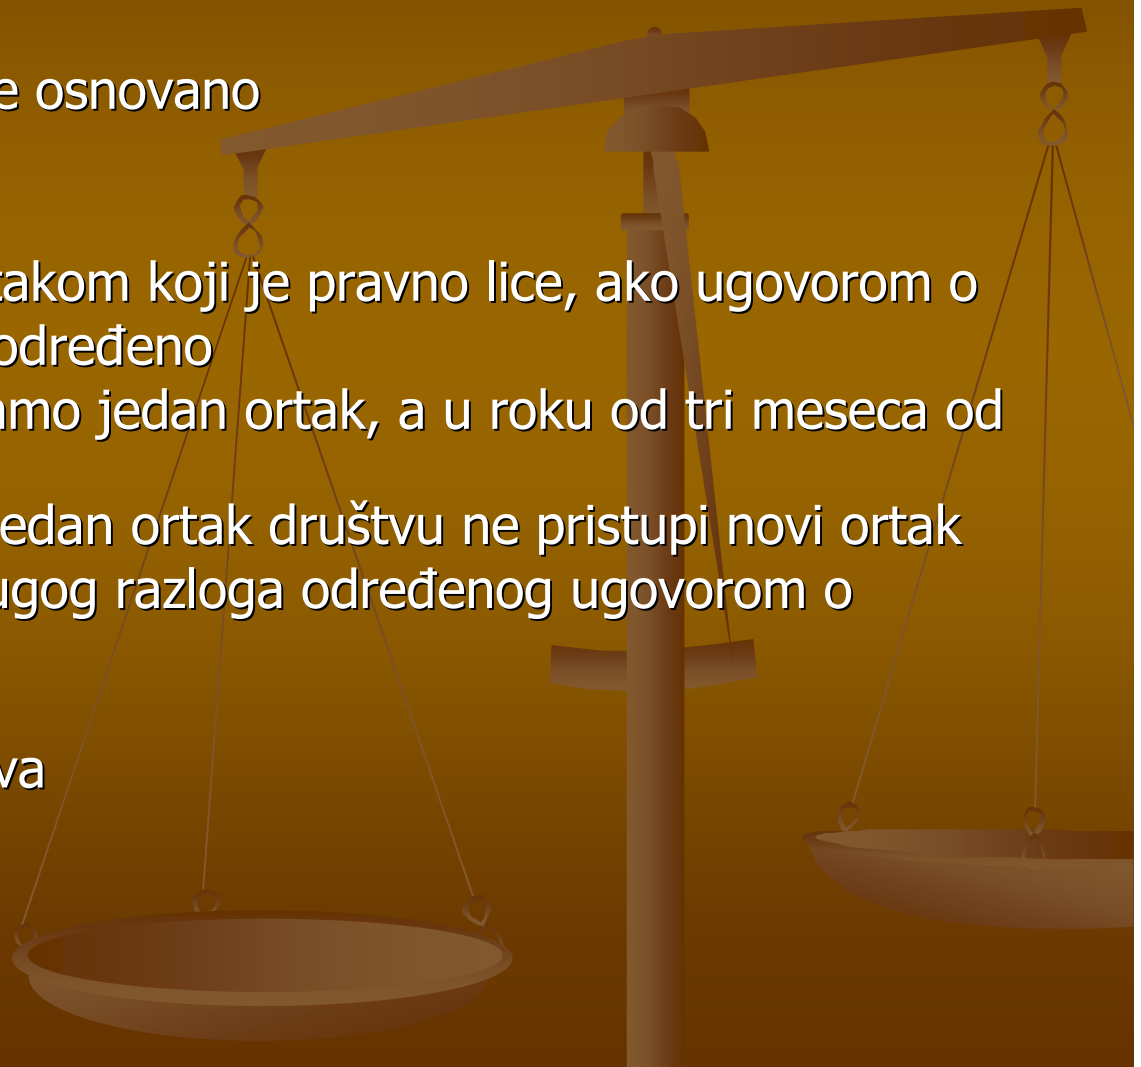 e osnovano
takom koji je pravno lice, ako ugovorom o
određeno
amo jedan ortak, a u roku od tri meseca od
edan ortak društvu ne pristupi novi ortak
ugog razloga određenog ugovorom o
va